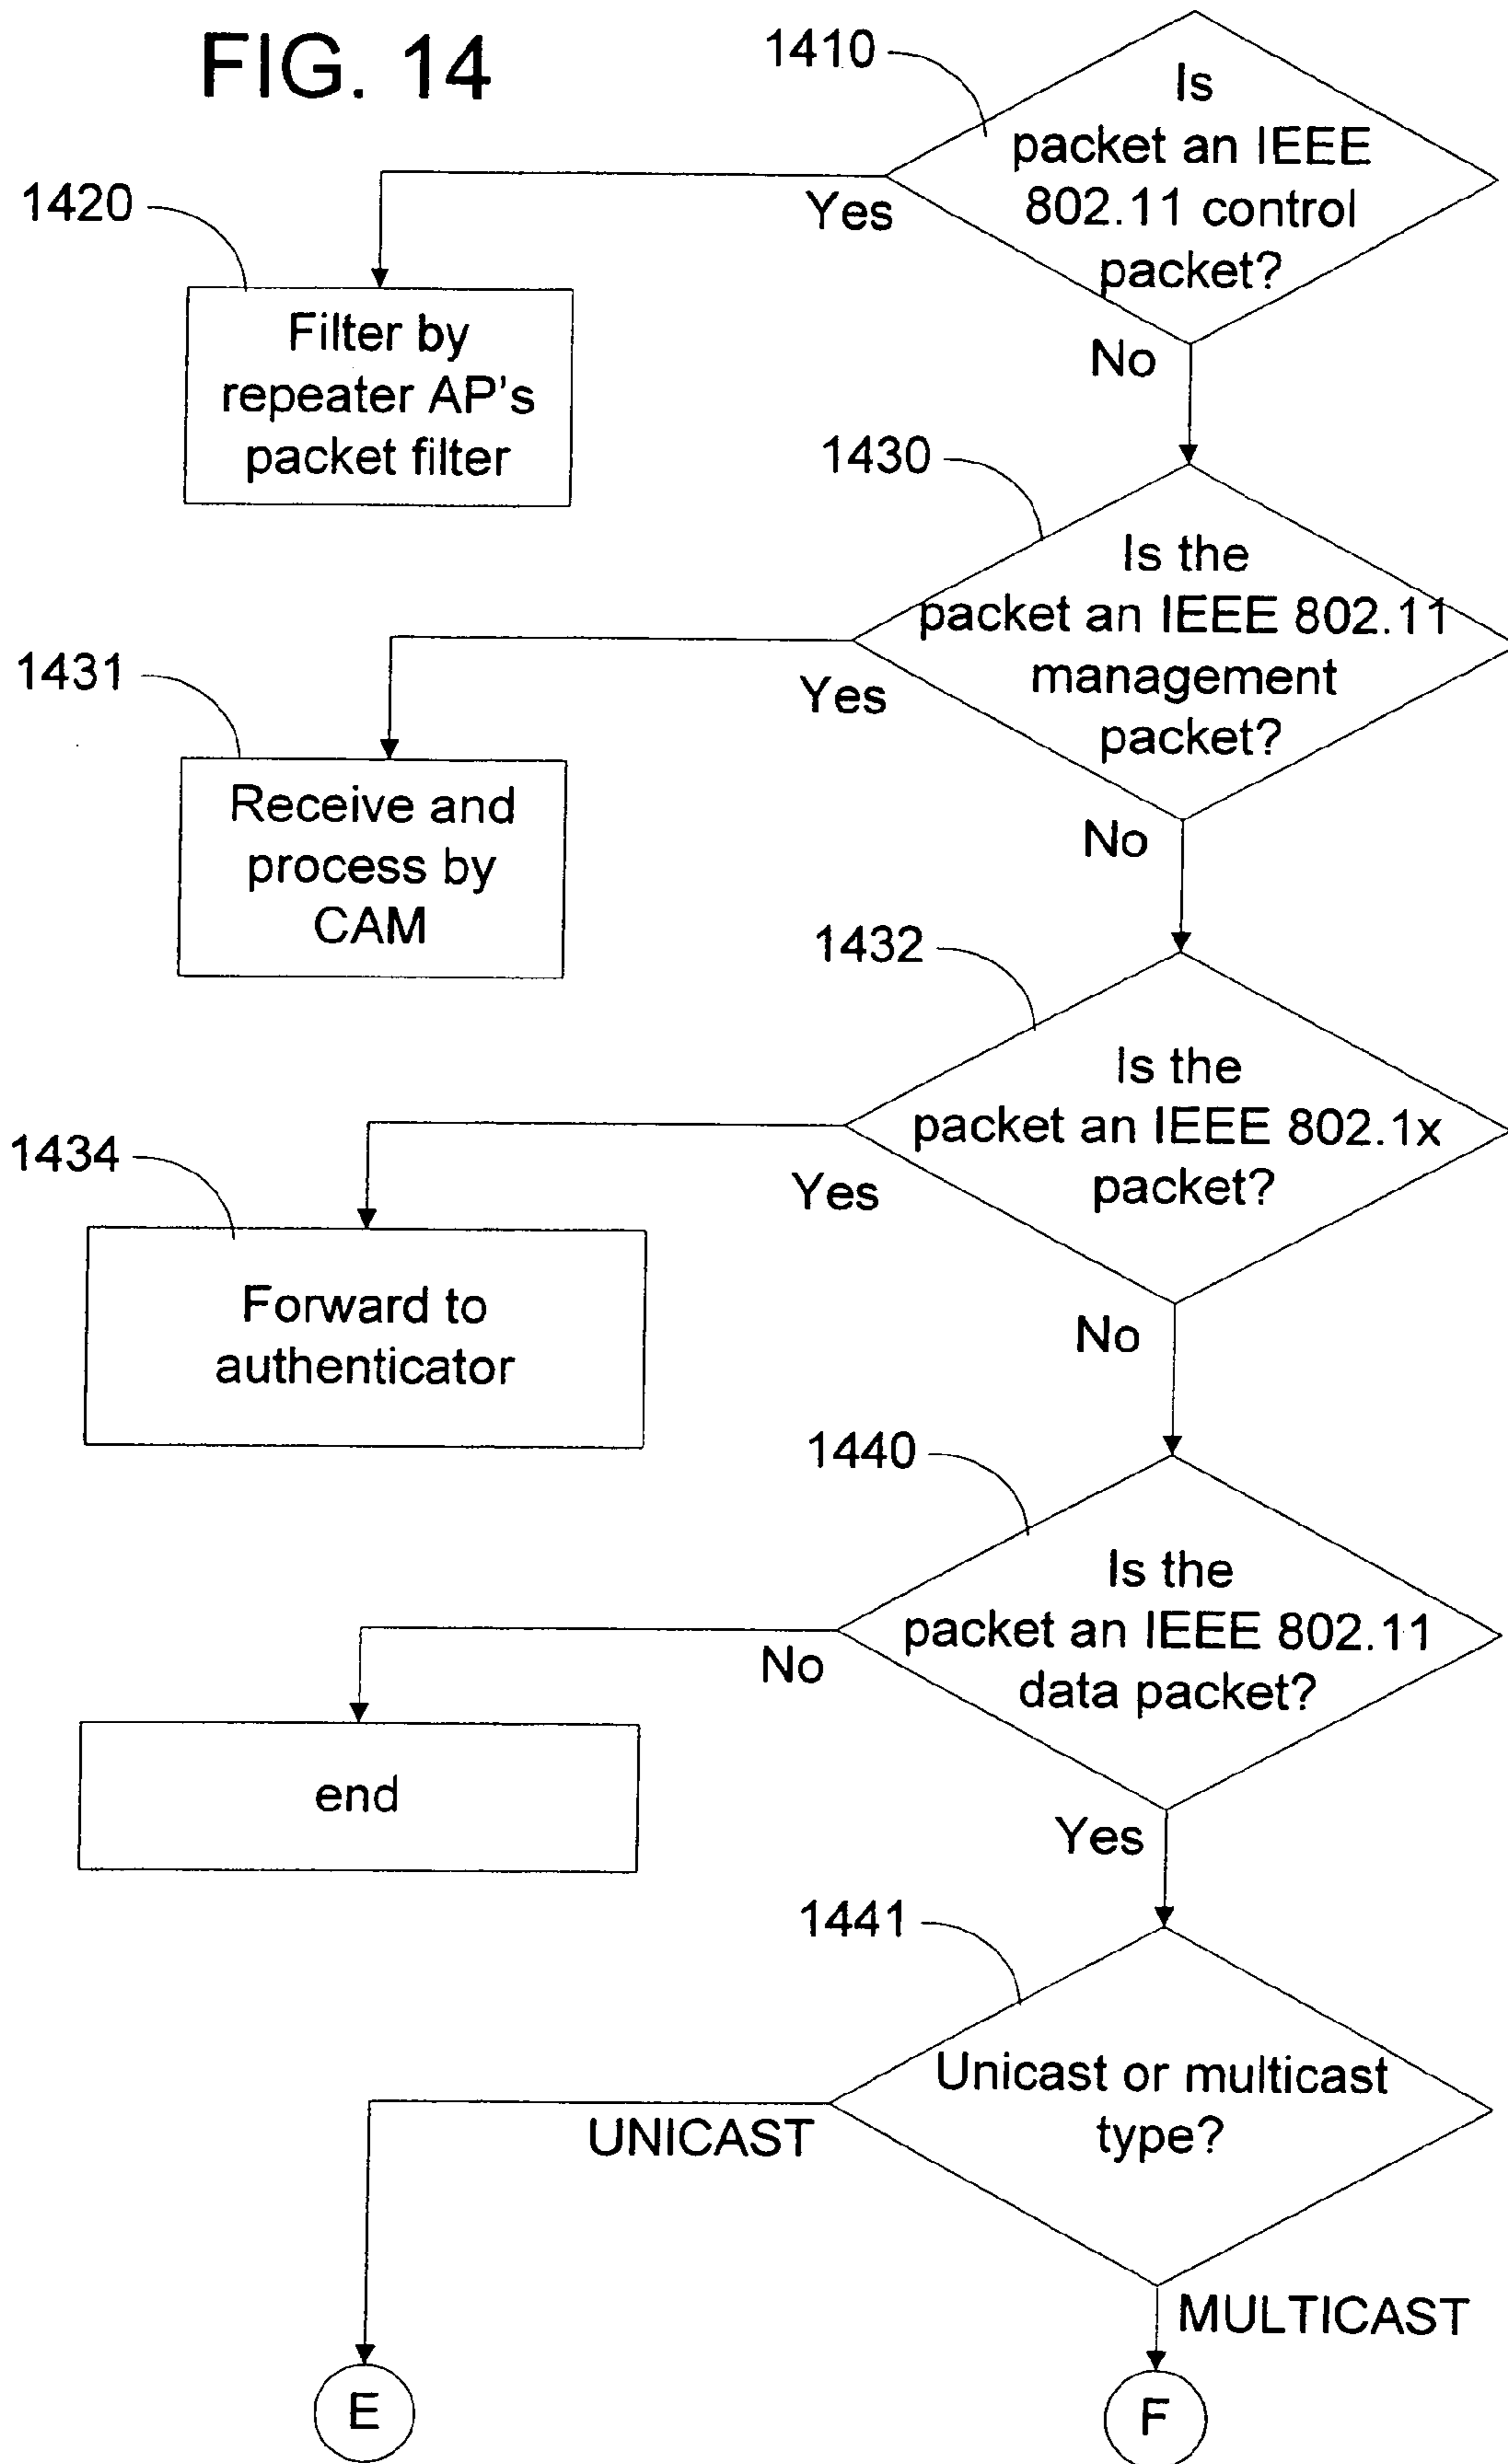 FIG. 14
1410
Is
packet an IEEE
802.11 control
packet?
Yes
No
1420
Filter by
repeater AP's
packet filter
1430
Is the
packet an IEEE 802.11
management
packet?
Yes
No
1431
Receive and
process by
CAM
1432
Is the
packet an IEEE 802.1x
packet?
Yes
No
1434
Forward to
authenticator
1440
Is the
packet an IEEE 802.11
data packet?
No
Yes
end
1441
Unicast or multicast
type?
UNICAST
MULTICAST
E
F